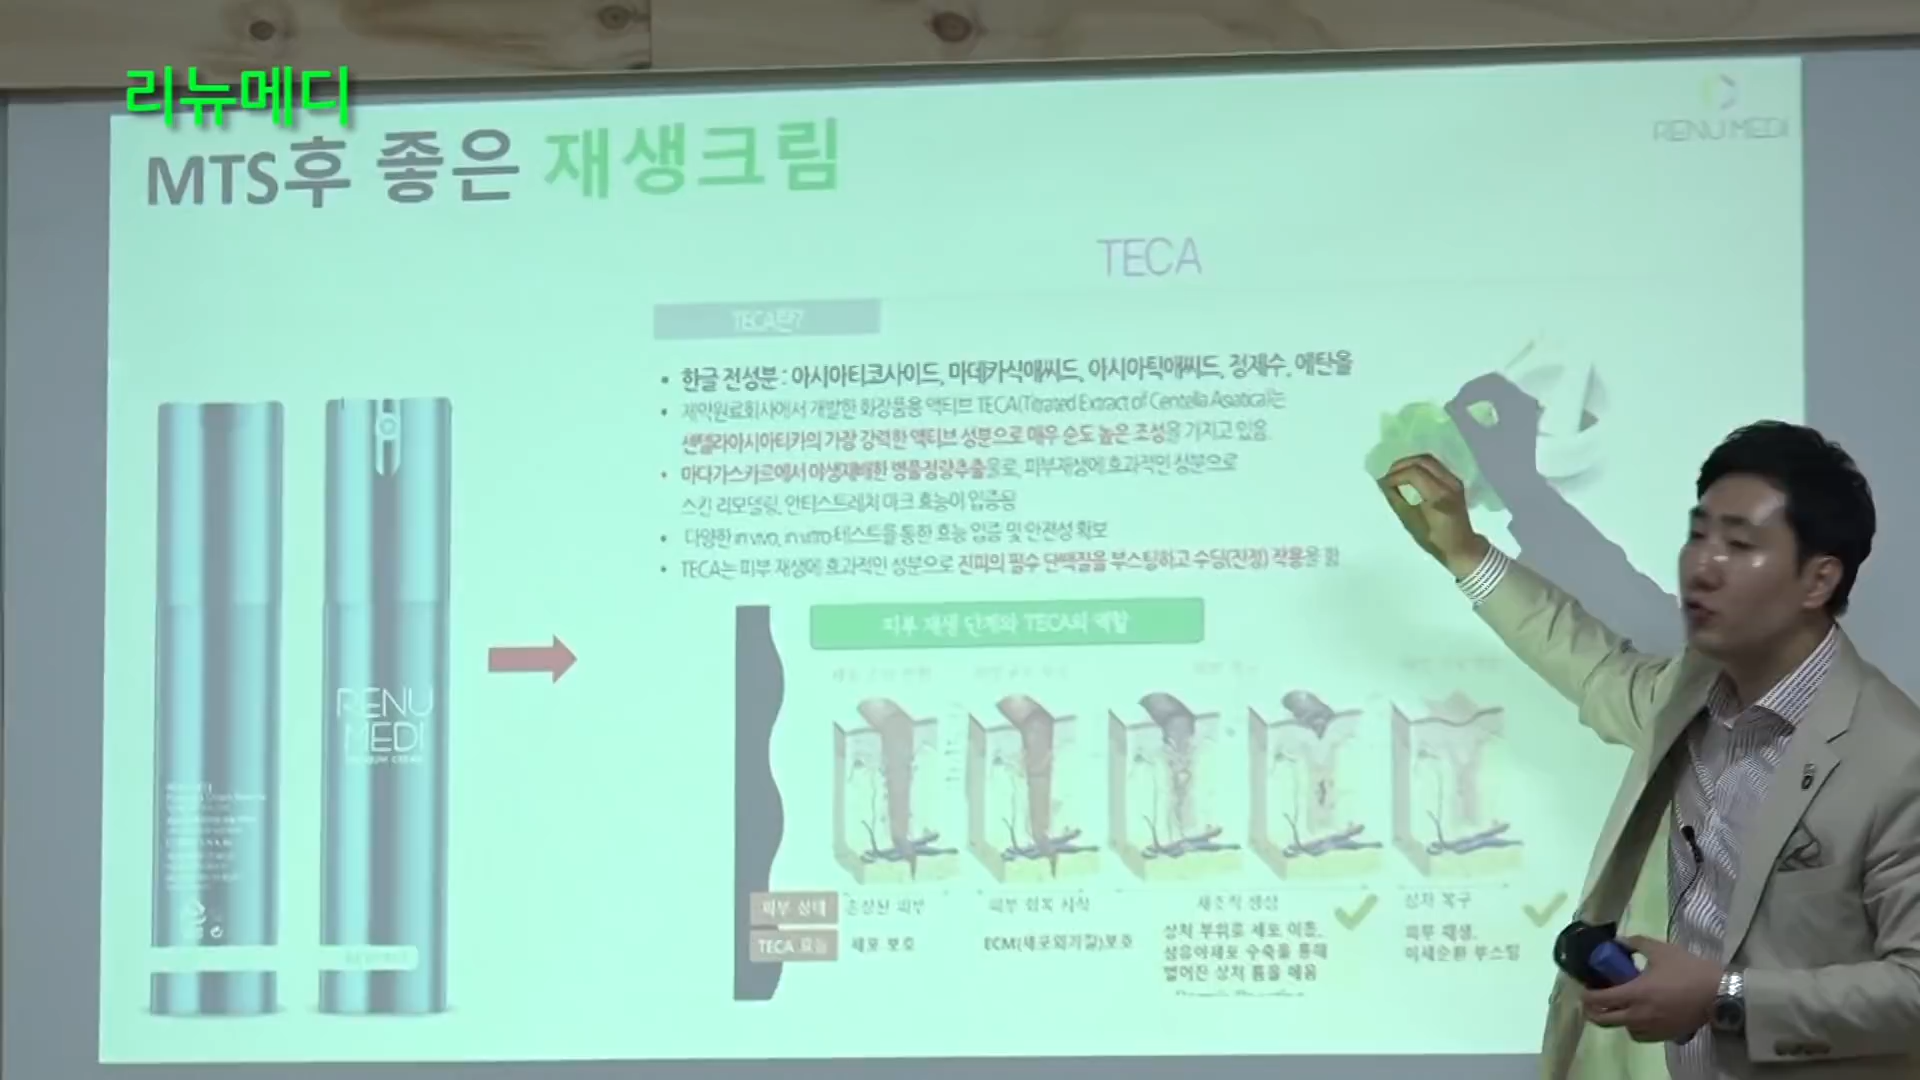 리뉴메디
RENU MEDI
MTS후 좋은 재생크림
TECA
TECA란?
• 한글 전성분 : 아시아티코사이드, 마데카식애씨드, 아시아틱애씨드, 정제수, 에탄올
• 제약원료회사에서 개발한 화장품용 액티브 TECA(Titrated Extract of Centella Asiatica)는
센텔라아시아티카의 가장 강력한 액티브 성분으로 매우 순도 높은 조성을 가지고 있음.
• 마다가스카르에서 야생재배한 명품정량추출물로, 피부재생에 효과적인 성분으로
스킨 리모델링, 안티스트레치 마크 효능이 입증됨
• 다양한 in vivo, in vitro 테스트를 통한 효능 입증 및 안전성 확보
• TECA는 피부 재생에 효과적인 성분으로 진피의 필수 단백질을 부스팅하고 수딩(진정) 작용을 함
피부 재생 단계와 TECA의 역할
RENU
MEDI
피부 상태 손상된 피부 피부 회복 시작 재조직 생성 상처 복구
TECA 효능 세포 보호 ECM(세포외기질)보호 상처 부위로 세포 이동, 섬유아세포 수축을 통해 벌어진 상처 틈을 메움 피부 재생, 미세순환 부스팅